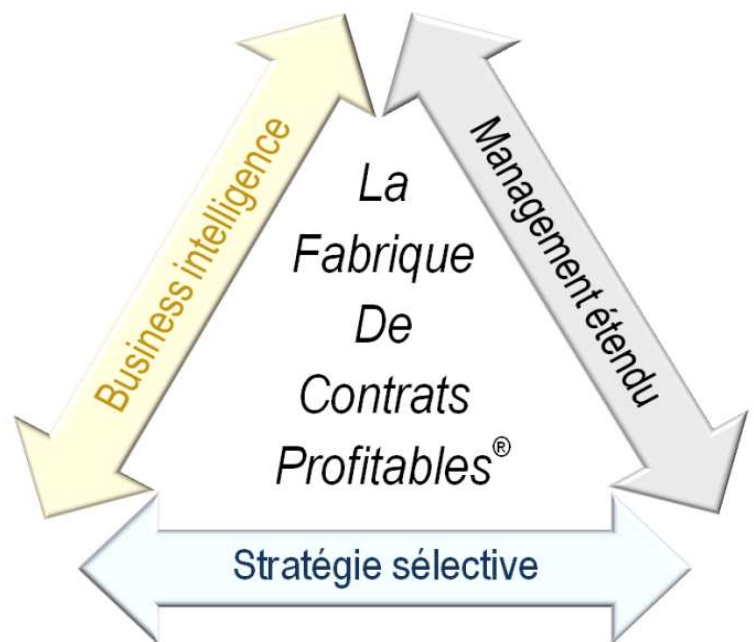 Business intelligence
Management étendu
La
Fabrique
De
Contrats
Profitables®
Stratégie sélective